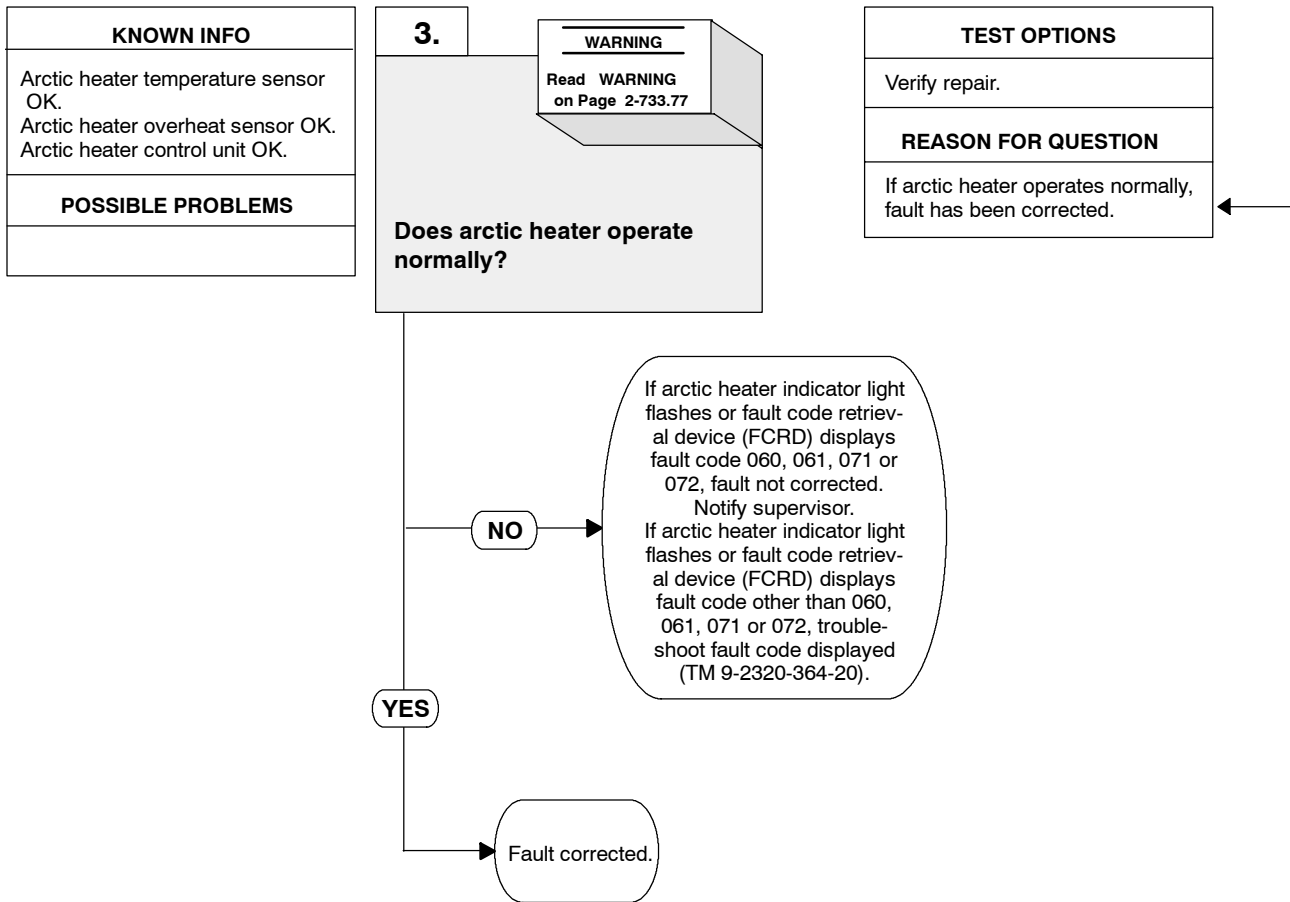 KNOWN INFO
Arctic heater temperature sensor
OK.
Arctic heater overheat sensor OK.
Arctic heater control unit OK.
POSSIBLE PROBLEMS
3.
WARNING
Read WARNING
on Page 2-733.77
Does arctic heater operate
normally?
TEST OPTIONS
Verify repair.
REASON FOR QUESTION
If arctic heater operates normally,
fault has been corrected.
If arctic heater indicator light
flashes or fault code retriev-
al device (FCRD) displays
fault code 060, 061, 071 or
072, fault not corrected.
Notify supervisor.
If arctic heater indicator light
flashes or fault code retriev-
al device (FCRD) displays
fault code other than 060,
061, 071 or 072, trouble-
shoot fault code displayed
(TM 9-2320-364-20).
NO
YES
Fault corrected.